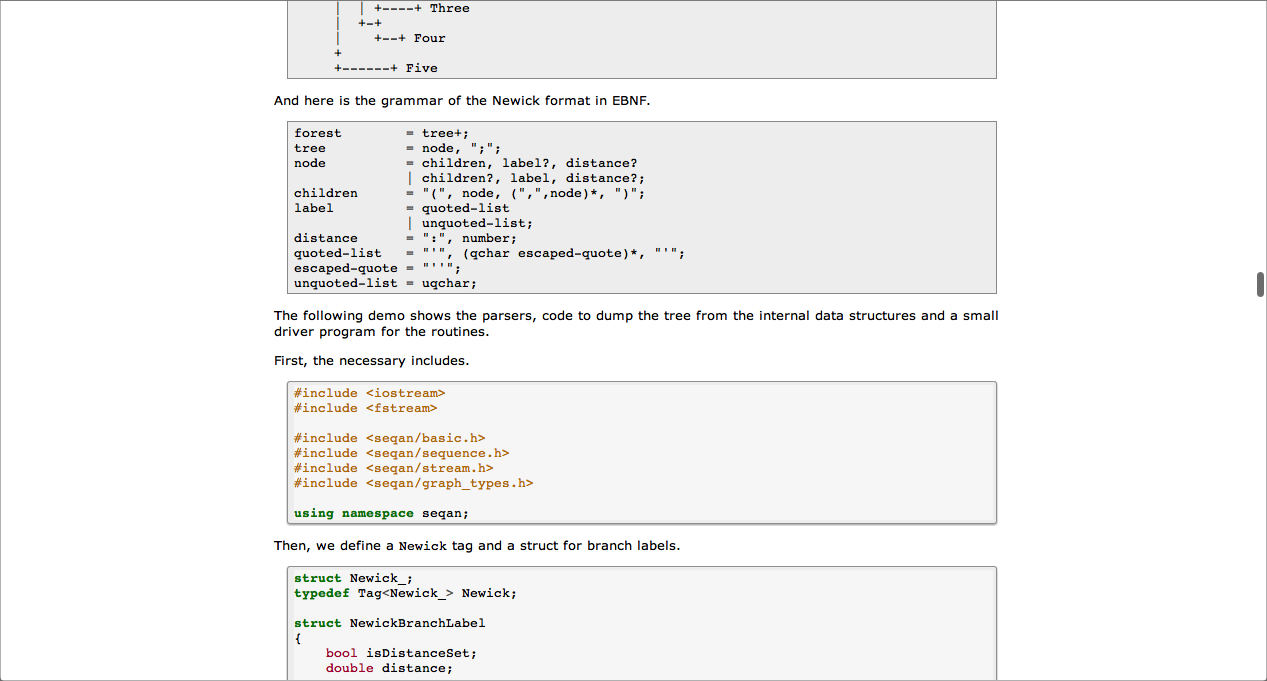 |  | +----+ Three
|  +-+
|    +--+ Four
+
+------+ Five
And here is the grammar of the Newick format in EBNF.
forest        = tree+;
tree          = node, ";";
node          = children, label?, distance?
              | children?, label, distance?;
children      = "(", node, (",",node)*, ")";
label         = quoted-list
              | unquoted-list;
distance      = ":", number;
quoted-list   = "'", (qchar escaped-quote)*, "'";
escaped-quote = "''";
unquoted-list = uqchar;
The following demo shows the parsers, code to dump the tree from the internal data structures and a small
driver program for the routines.
First, the necessary includes.
#include <iostream>
#include <fstream>
#include <seqan/basic.h>
#include <seqan/sequence.h>
#include <seqan/stream.h>
#include <seqan/graph_types.h>
using namespace seqan;
Then, we define a Newick tag and a struct for branch labels.
struct Newick_;
typedef Tag<Newick_> Newick;
struct NewickBranchLabel
{
    bool isDistanceSet;
    double distance;